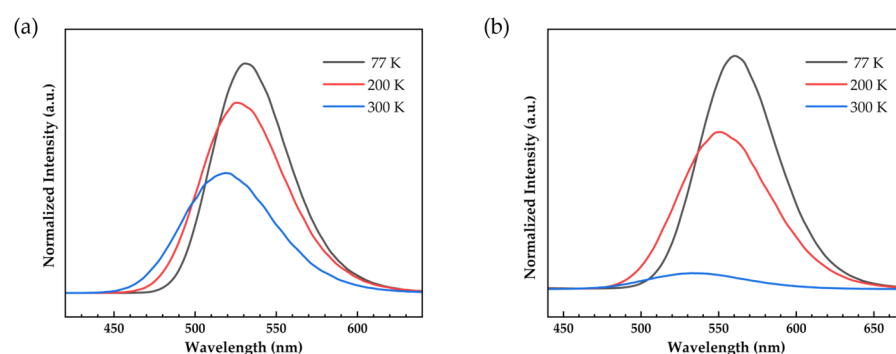 (a)
Normalized Intensity (a.u.)
77 K
200 K
300 K
450
500
550
600
Wavelength (nm)
(b)
Normalized Intensity (a.u.)
77 K
200 K
300 K
450
500
550
600
650
Wavelength (nm)